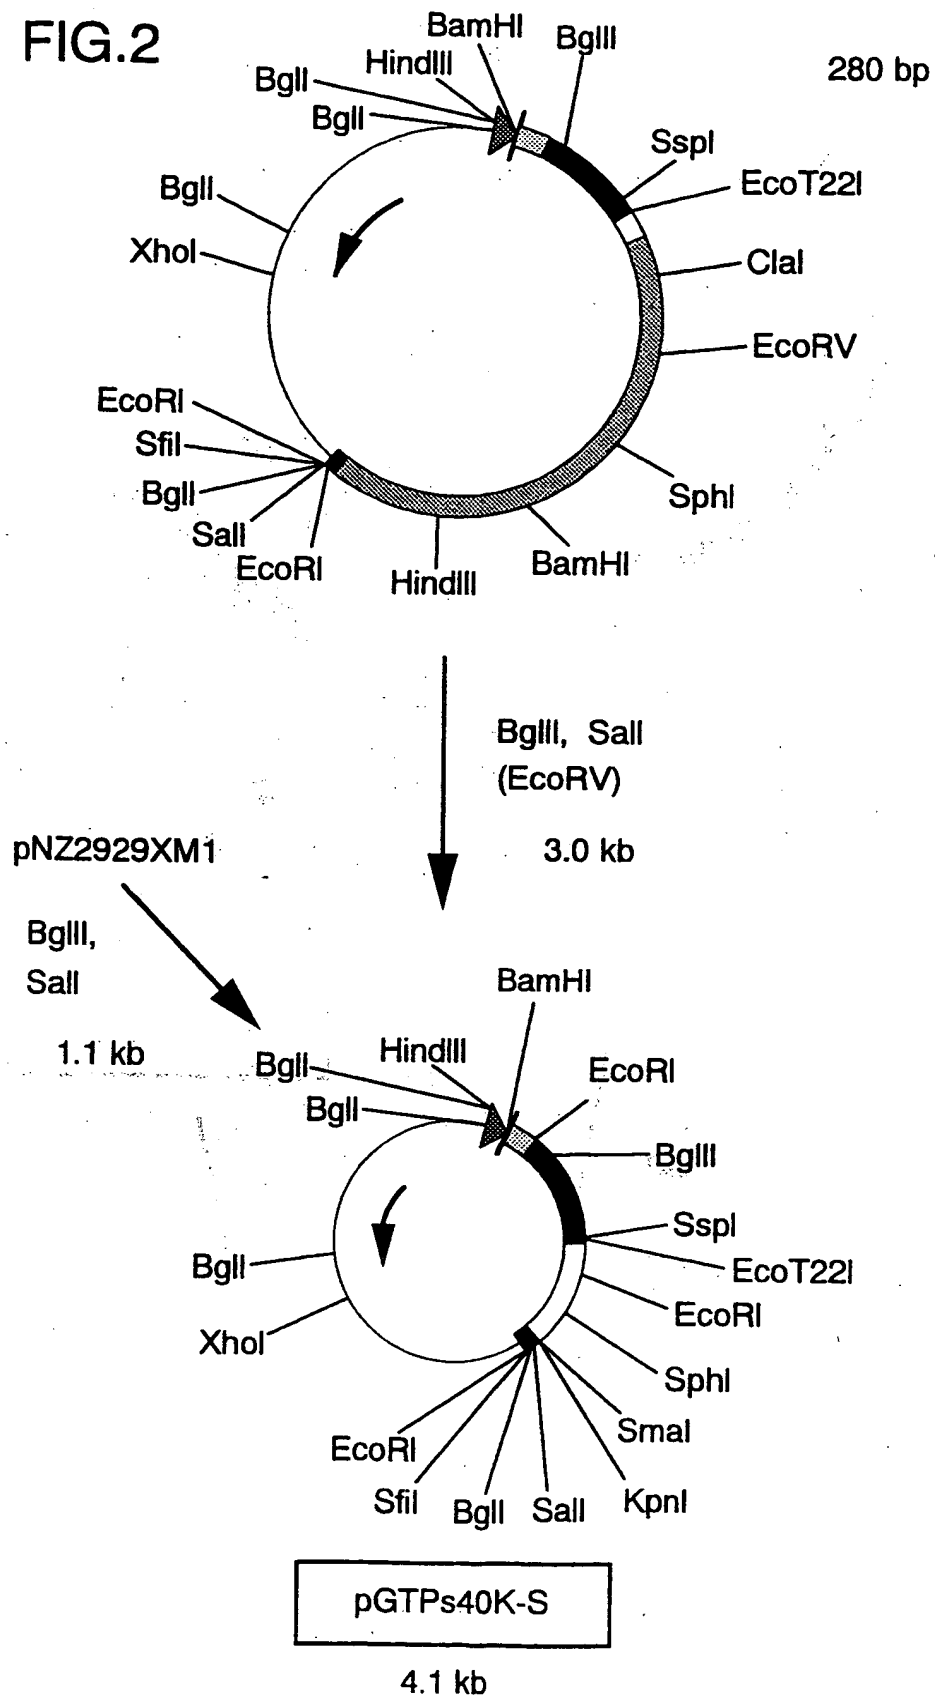 FIG.2
280 bp
BamHI
BglII
HindIII
BglI
BglI
SspI
EcoT22I
BglI
XhoI
ClaI
EcoRV
EcoRI
SfiI
BglI
SalI
EcoRI
HindIII
BamHI
SphI
BglII, SalI
(EcoRV)
3.0 kb
pNZ2929XM1
BglII,
SalI
1.1 kb
BamHI
HindIII
BglI
BglI
EcoRI
BglII
SspI
EcoT22I
EcoRI
BglI
XhoI
SphI
SmaI
KpnI
EcoRI
SfiI
BglI
SalI
pGTPs40K-S
4.1 kb